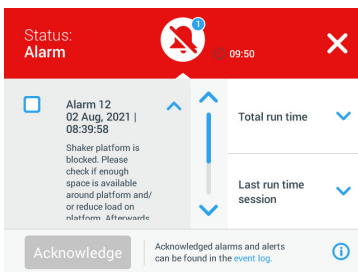 Status:
Alarm
1
09:50
Alarm 12
02 Aug, 2021 |
08:39:58
Shaker platform is
blocked. Please
check if enough
space is available
around platform and/
or reduce load on
platform. Afterwards
Total run time
Last run time
session
Acknowledge
Acknowledged alarms and alerts
can be found in the event log.